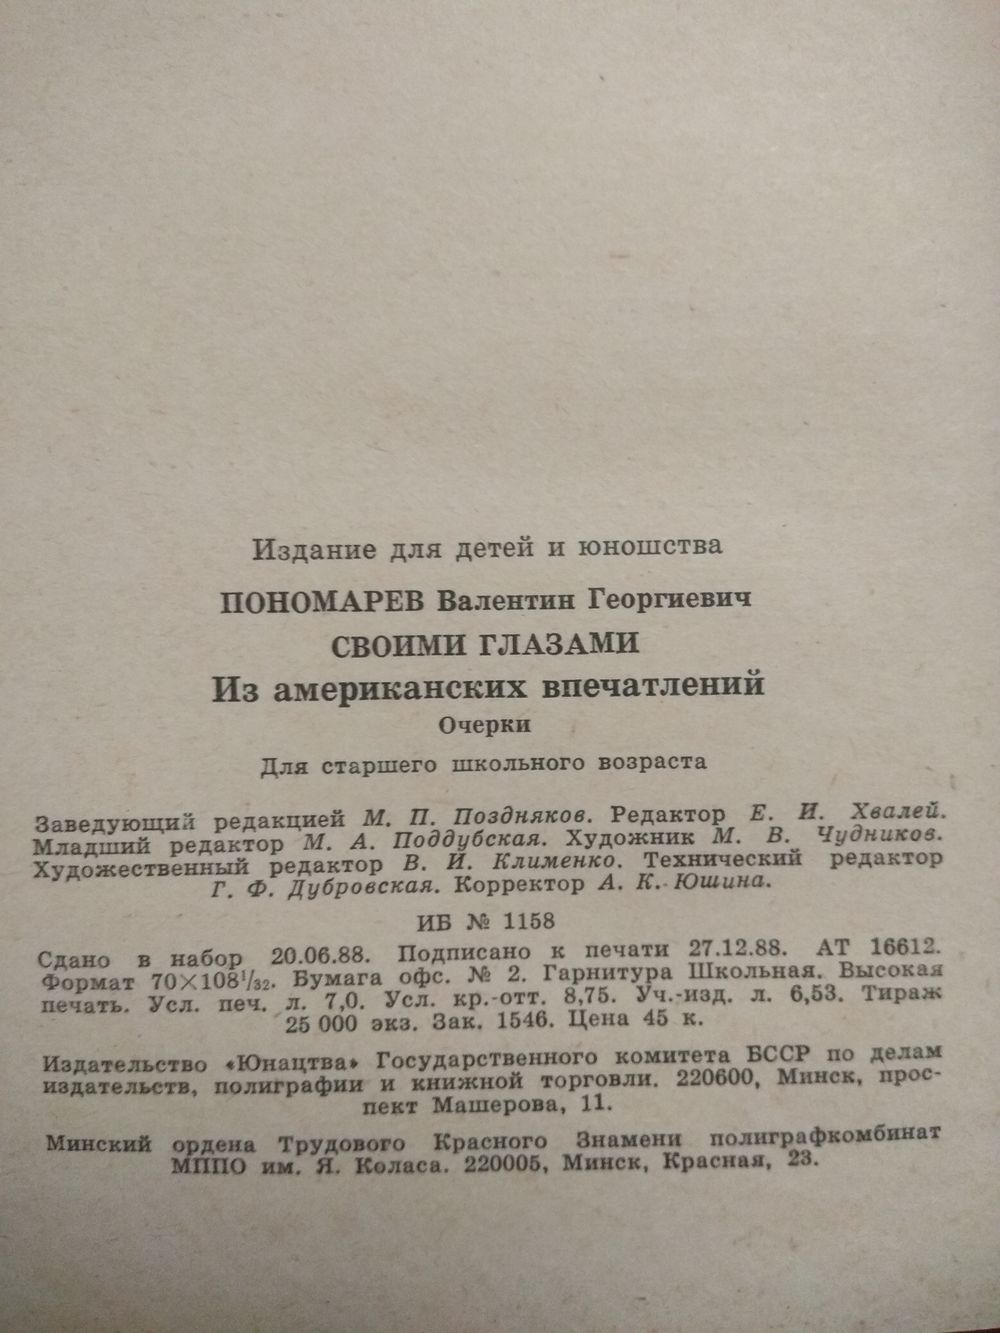 Издание для детей и юношства
ПОНОМАРЕВ Валентин Георгиевич
СВОИМИ ГЛАЗАМИ
Из американских впечатлений
Очерки
Для старшего школьного возраста
Заведующий редакцией М. П. Поздняков. Редактор Е. И. Хвалей.
Младший редактор М. А. Поддубская. Художник М. В. Чудников.
Художественный редактор В. И. Клименко. Технический редактор
Г. Ф. Дубровская. Корректор А. К. Юшина.
ИБ № 1158
Сдано в набор 20.06.88. Подписано к печати 27.12.88. АТ 16612.
Формат 70×108¹/₃₂. Бумага офс. № 2. Гарнитура Школьная. Высокая
печать. Усл. печ. л. 7,0. Усл. кр.-отт. 8,75. Уч.-изд. л. 6,53. Тираж
25 000 экз. Зак. 1546. Цена 45 к.
Издательство «Юнацтва» Государственного комитета БССР по делам
издательств, полиграфии и книжной торговли. 220600, Минск, прос-
пект Машерова, 11.
Минский ордена Трудового Красного Знамени полиграфкомбинат
МППО им. Я. Коласа. 220005, Минск, Красная, 23.